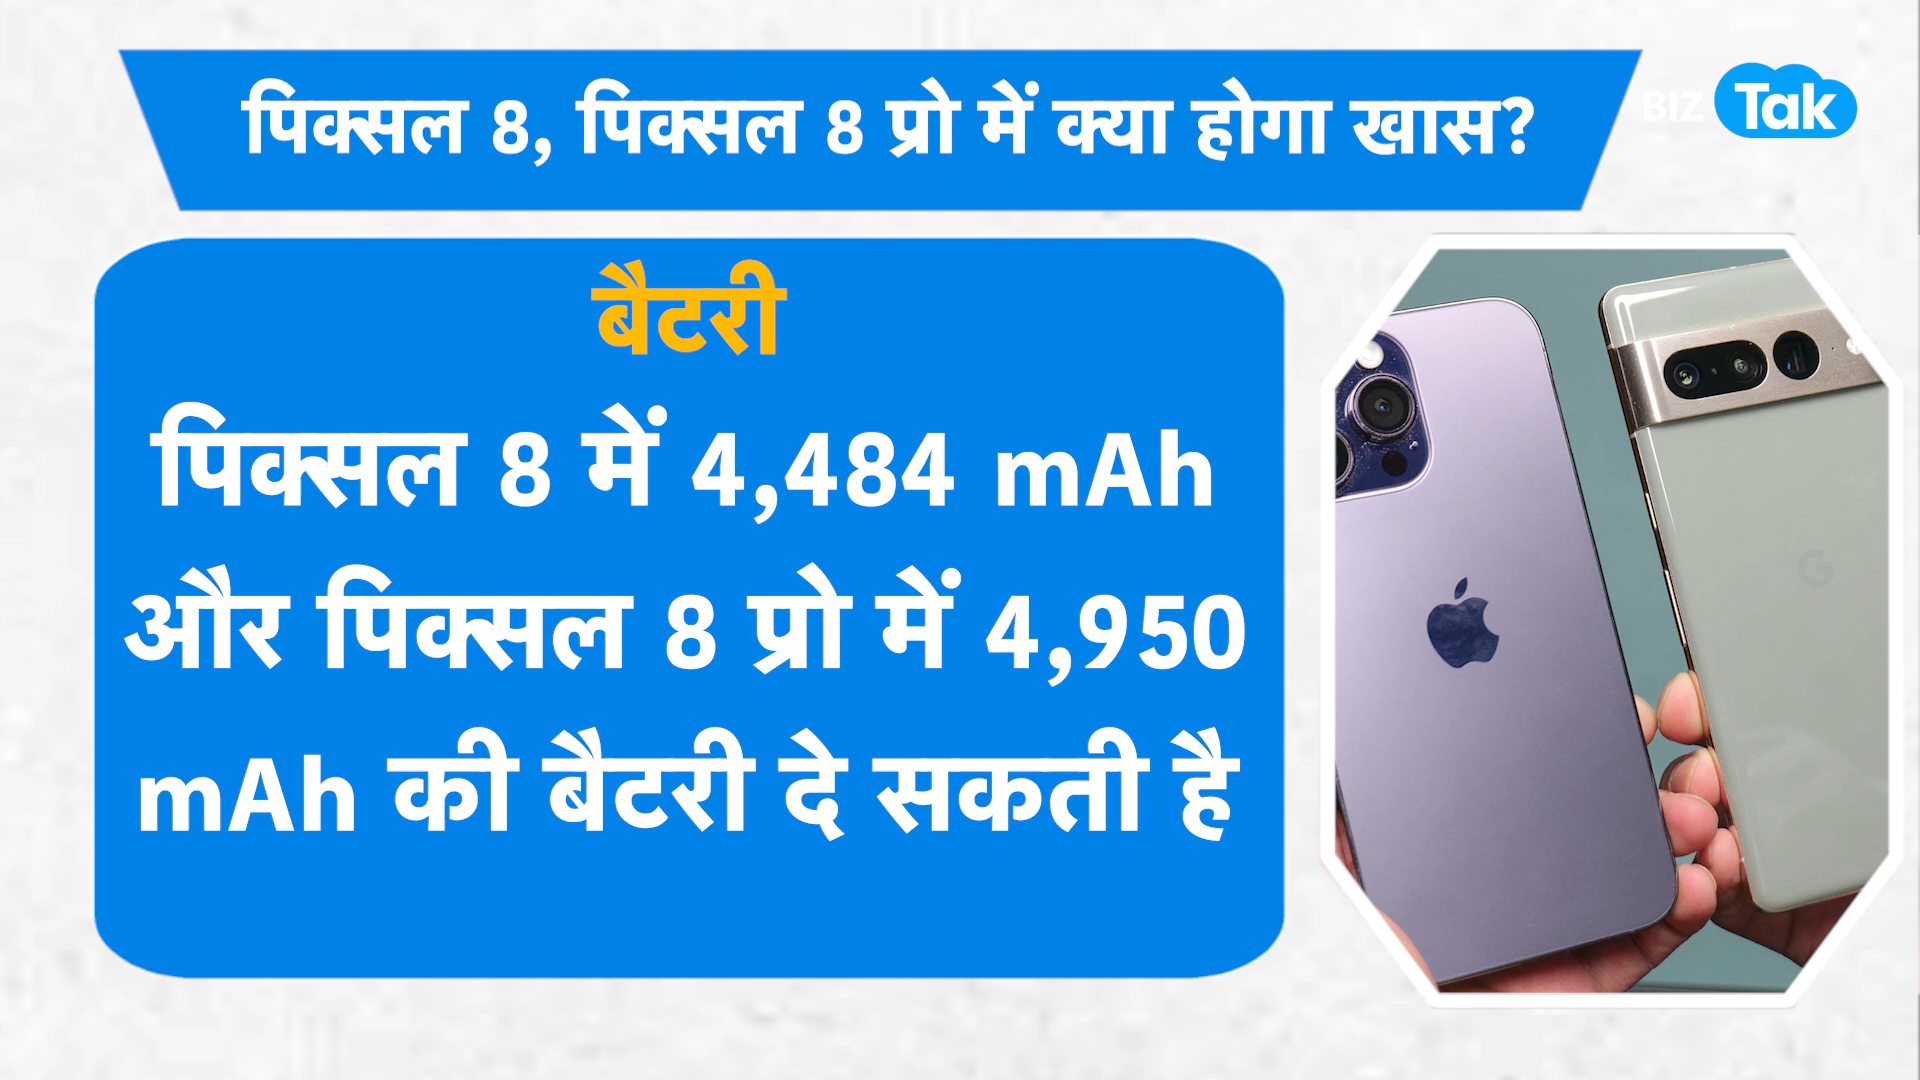 पिक्सल 8, पिक्सल 8 प्रो में क्या होगा खास?
BIZ Tak
बैटरी
पिक्सल 8 में 4,484 mAh
और पिक्सल 8 प्रो में 4,950
mAh की बैटरी दे सकती है
G